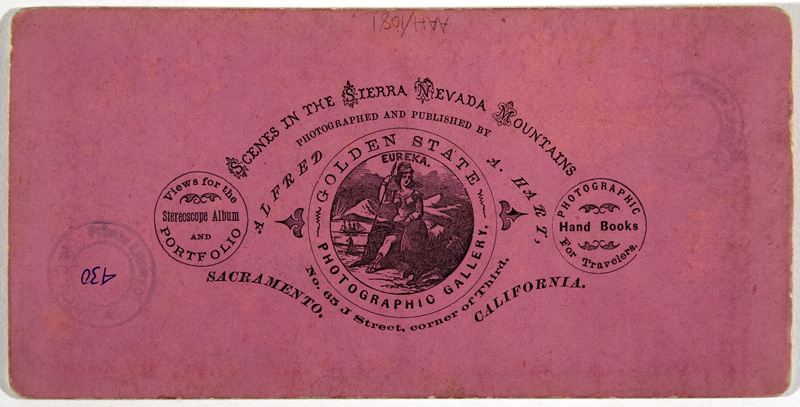 AAH/1081
SCENES IN THE SIERRA NEVADA MOUNTAINS
PHOTOGRAPHED AND PUBLISHED BY
ALFRED A. HART,
GOLDEN STATE
EUREKA.
PHOTOGRAPHIC GALLERY.
No. 65 J Street, corner of Third,
SACRAMENTO, CALIFORNIA.
Views for the
Stereoscope Album
AND
PORTFOLIO
PHOTOGRAPHIC
Hand Books
For Travelers.
430